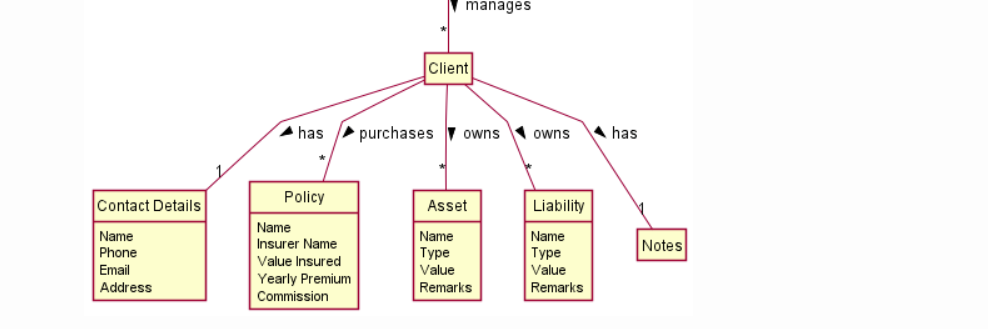 manages
*
Client
has
purchases
owns
owns
has
1
*
*
*
1
Contact Details
Name
Phone
Email
Address
Policy
Name
Insurer Name
Value Insured
Yearly Premium
Commission
Asset
Name
Type
Value
Remarks
Liability
Name
Type
Value
Remarks
Notes